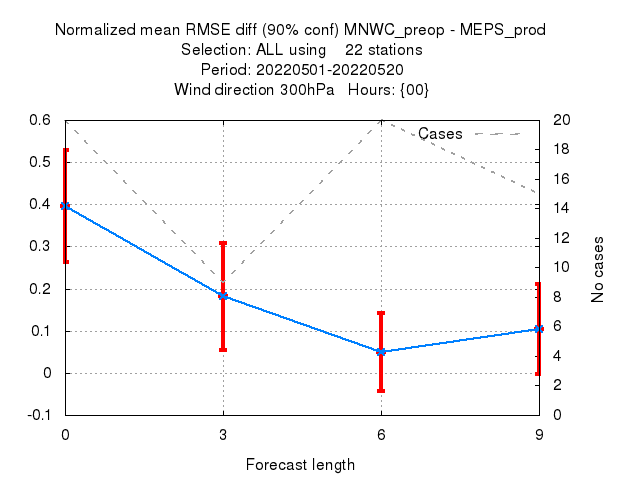 Normalized mean RMSE diff (90% conf) MNWC_preop - MEPS_prod
Selection: ALL using    22 stations
Period: 20220501-20220520
Wind direction 300hPa   Hours: {00}
0.6
0.5
0.4
0.3
0.2
0.1
0
-0.1
Cases
20
18
16
14
12
10
8
6
4
2
0
No cases
0 3 6 9
Forecast length